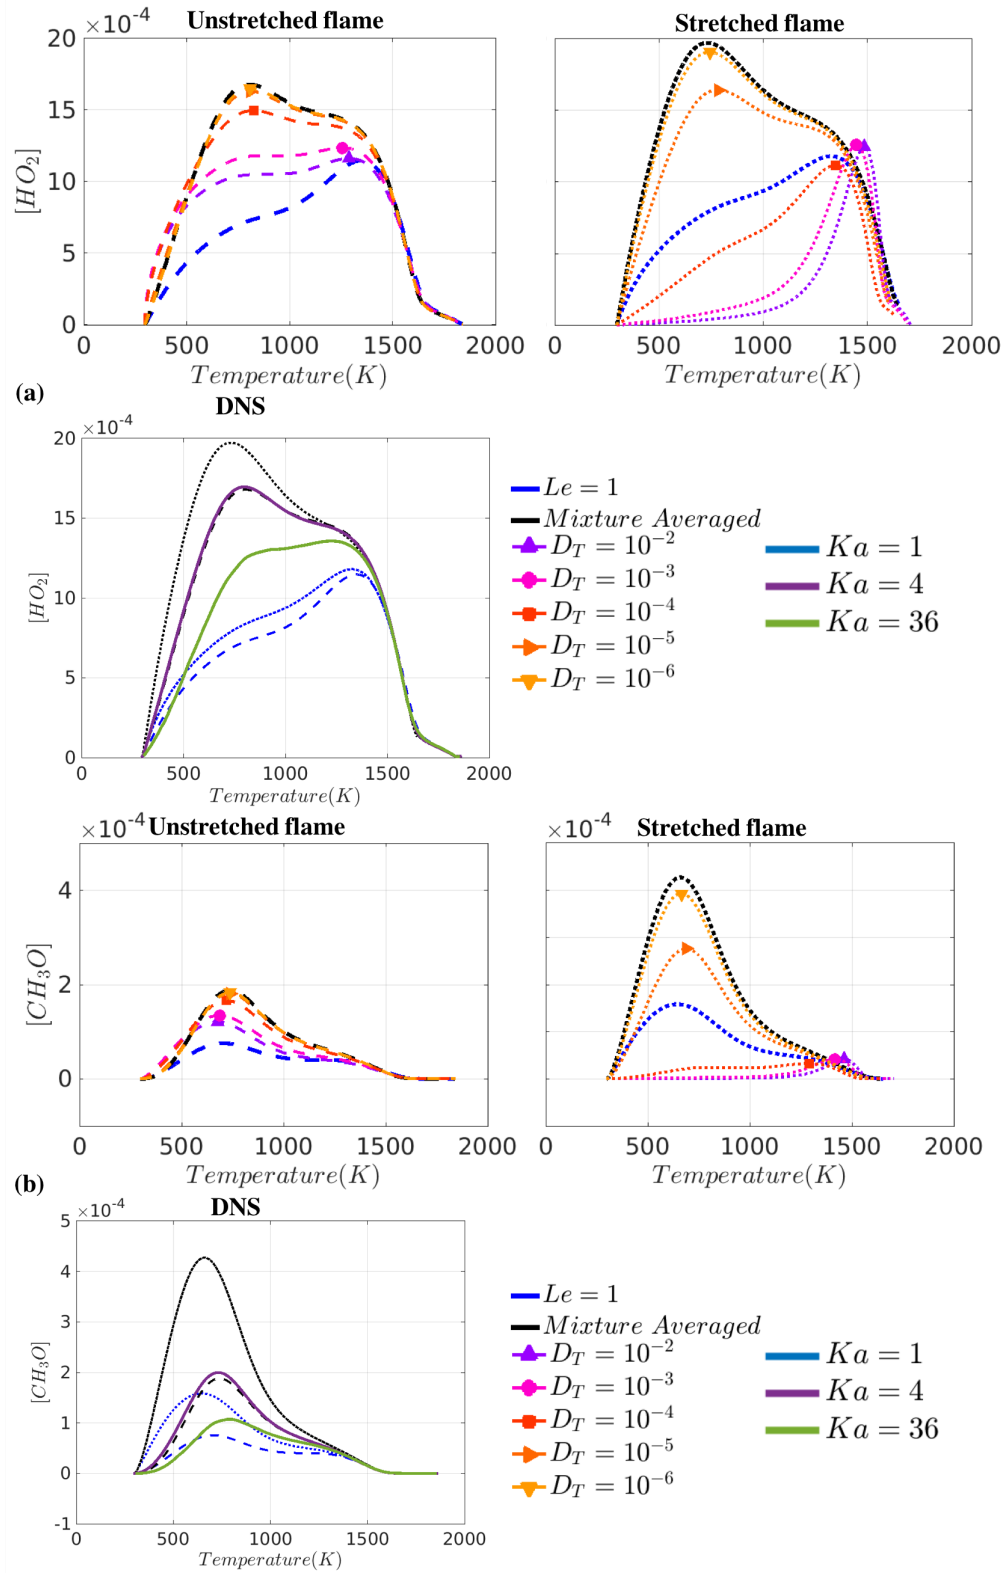 Unstretched flame
Stretched flame
×10⁻⁴
20
15
10
5
0
[HO₂]
0 500 1000 1500 2000
Temperature(K)
0 500 1000 1500 2000
Temperature(K)
(a)
DNS
×10⁻⁴
20
15
10
5
0
[HO₂]
0 500 1000 1500 2000
Temperature(K)
Le = 1
Mixture Averaged
D_T = 10⁻²
D_T = 10⁻³
D_T = 10⁻⁴
D_T = 10⁻⁵
D_T = 10⁻⁶
Ka = 1
Ka = 4
Ka = 36
×10⁻⁴
Unstretched flame
×10⁻⁴
Stretched flame
4
2
0
[CH₃O]
0 500 1000 1500 2000
Temperature(K)
0 500 1000 1500 2000
Temperature(K)
(b)
DNS
×10⁻⁴
5
4
3
2
1
0
-1
[CH₃O]
0 500 1000 1500 2000
Temperature(K)
Le = 1
Mixture Averaged
D_T = 10⁻²
D_T = 10⁻³
D_T = 10⁻⁴
D_T = 10⁻⁵
D_T = 10⁻⁶
Ka = 1
Ka = 4
Ka = 36